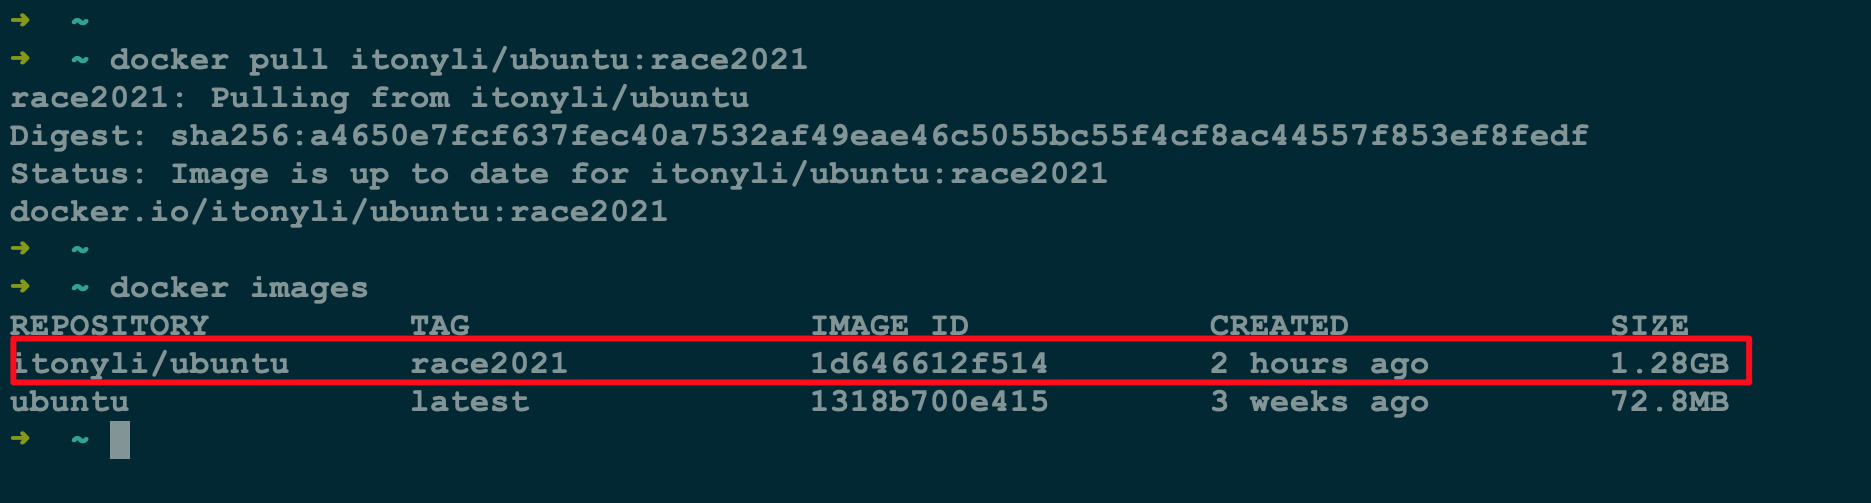 ➜ ~
➜ ~ docker pull itonyli/ubuntu:race2021
race2021: Pulling from itonyli/ubuntu
Digest: sha256:a4650e7fcf637fec40a7532af49eae46c5055bc55f4cf8ac44557f853ef8fedf
Status: Image is up to date for itonyli/ubuntu:race2021
docker.io/itonyli/ubuntu:race2021
➜ ~
➜ ~ docker images
REPOSITORY TAG IMAGE ID CREATED SIZE
itonyli/ubuntu race2021 1d646612f514 2 hours ago 1.28GB
ubuntu latest 1318b700e415 3 weeks ago 72.8MB
➜ ~